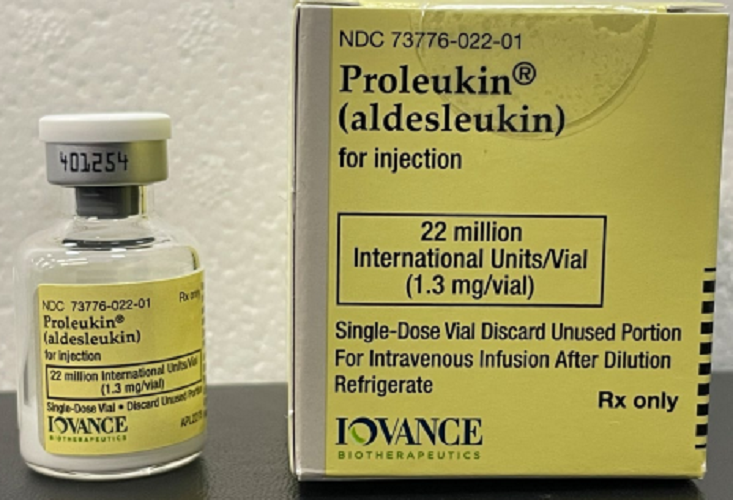 401254
NDC 73776-022-01
Rx only
Proleukin®
(aldesleukin)
for injection
22 million International Units/Vial
(1.3 mg/vial)
Single-Dose Vial • Discard Unused Portion
IOVANCE
BIOTHERAPEUTICS
NDC 73776-022-01
Proleukin®
(aldesleukin)
for injection
22 million
International Units/Vial
(1.3 mg/vial)
Single-Dose Vial Discard Unused Portion
For Intravenous Infusion After Dilution
Refrigerate
Rx only
IOVANCE
BIOTHERAPEUTICS